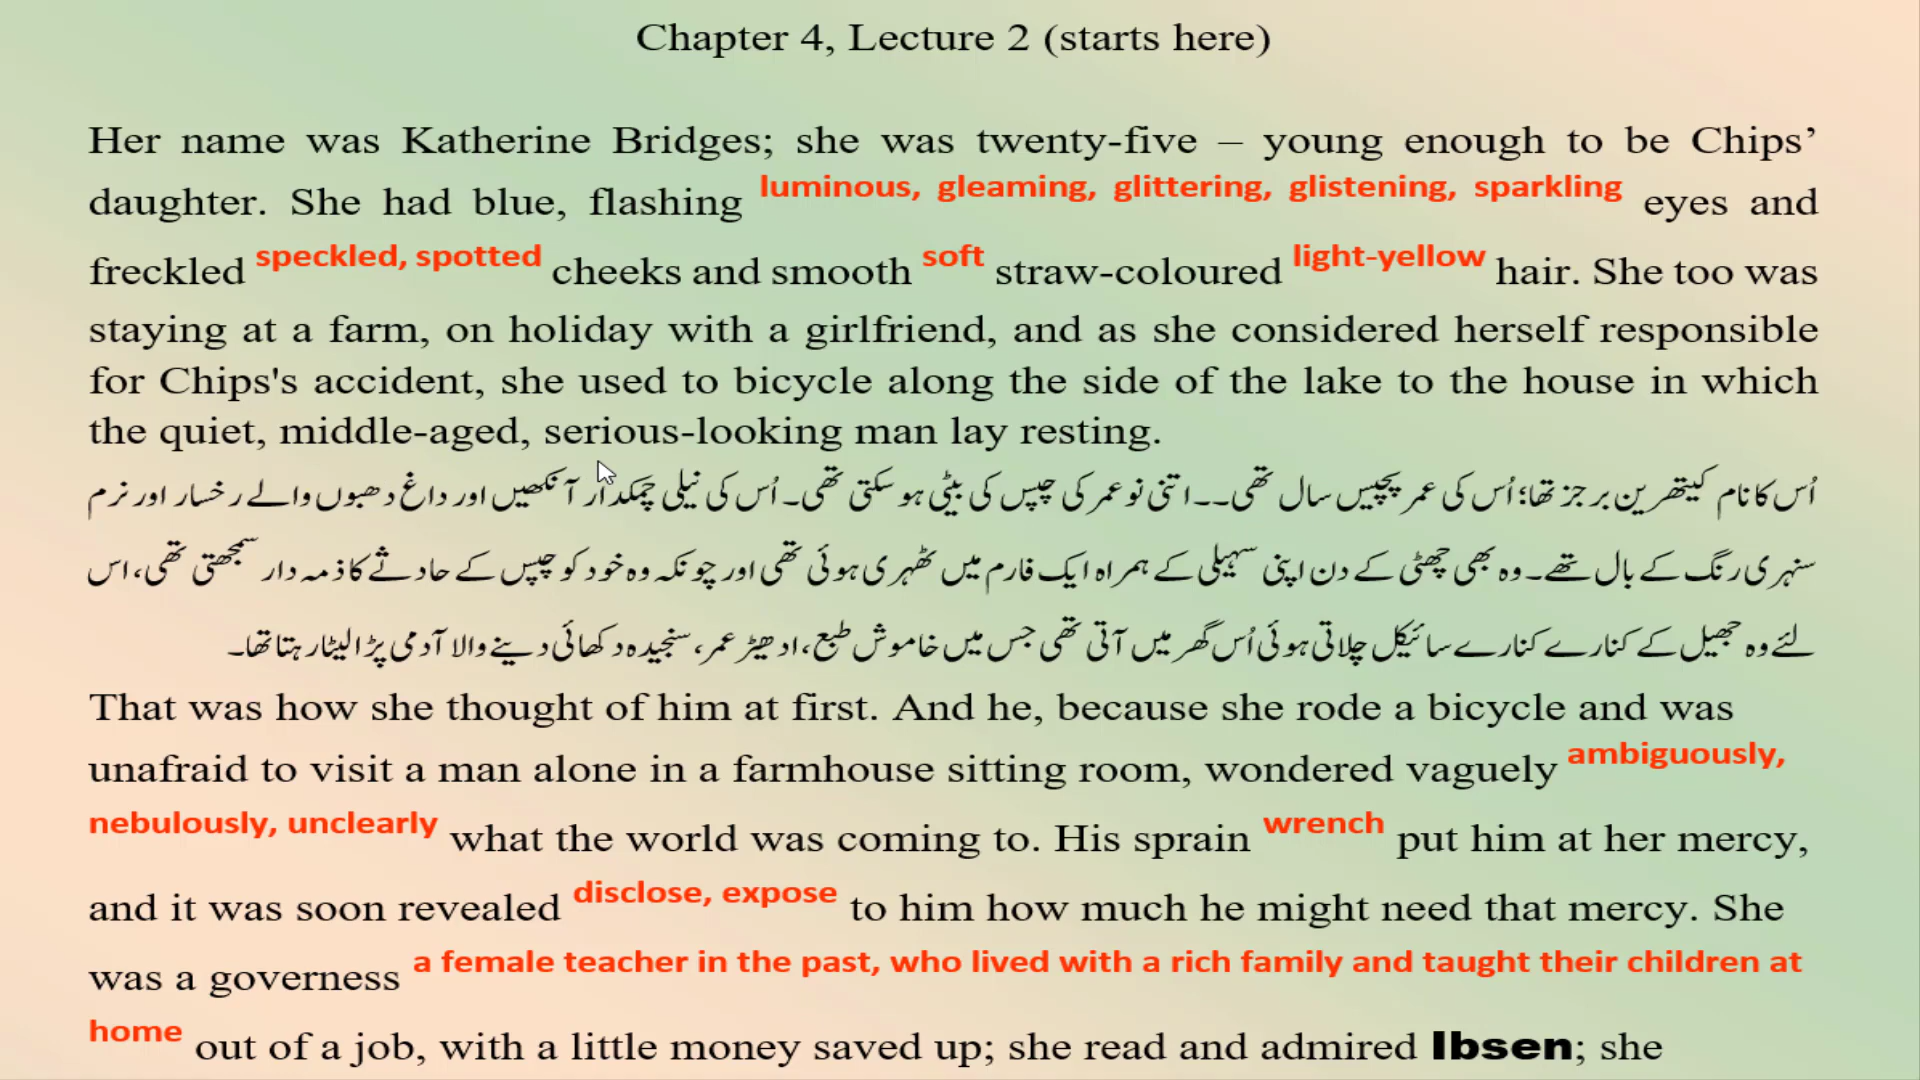 Chapter 4, Lecture 2 (starts here)
Her name was Katherine Bridges; she was twenty-five – young enough to be Chips’
daughter. She had blue, flashing luminous, gleaming, glittering, glistening, sparkling eyes and
freckled speckled, spotted cheeks and smooth soft straw-coloured light-yellow hair. She too was
staying at a farm, on holiday with a girlfriend, and as she considered herself responsible
for Chips's accident, she used to bicycle along the side of the lake to the house in which
the quiet, middle-aged, serious-looking man lay resting.
اُس کا نام کیتھرین برجز تھا؛ اُس کی عمر پچیس سال تھی۔۔ اتنی نو عمر کی چپس کی بیٹی ہو سکتی تھی۔ اُس کی نیلی چمکدار آنکھیں اور داغ دھبوں والے رخسار اور نرم
سنہری رنگ کے بال تھے۔ وہ بھی چھٹی کے دن اپنی سہیلی کے ہمراہ ایک فارم میں ٹھہری ہوئی تھی اور چونکہ وہ خود کو چپس کے حادثے کا ذمہ دار سمجھتی تھی، اس
لئے وہ جھیل کے کنارے کنارے سائیکل چلاتی ہوئی اُس گھر میں آتی تھی جس میں خاموش طبع، ادھیڑ عمر، سنجیدہ دکھائی دینے والا آدمی پڑا لیٹا رہتا تھا۔
That was how she thought of him at first. And he, because she rode a bicycle and was
unafraid to visit a man alone in a farmhouse sitting room, wondered vaguely ambiguously,
nebulously, unclearly what the world was coming to. His sprain wrench put him at her mercy,
and it was soon revealed disclose, expose to him how much he might need that mercy. She
was a governess a female teacher in the past, who lived with a rich family and taught their children at
home out of a job, with a little money saved up; she read and admired Ibsen; she